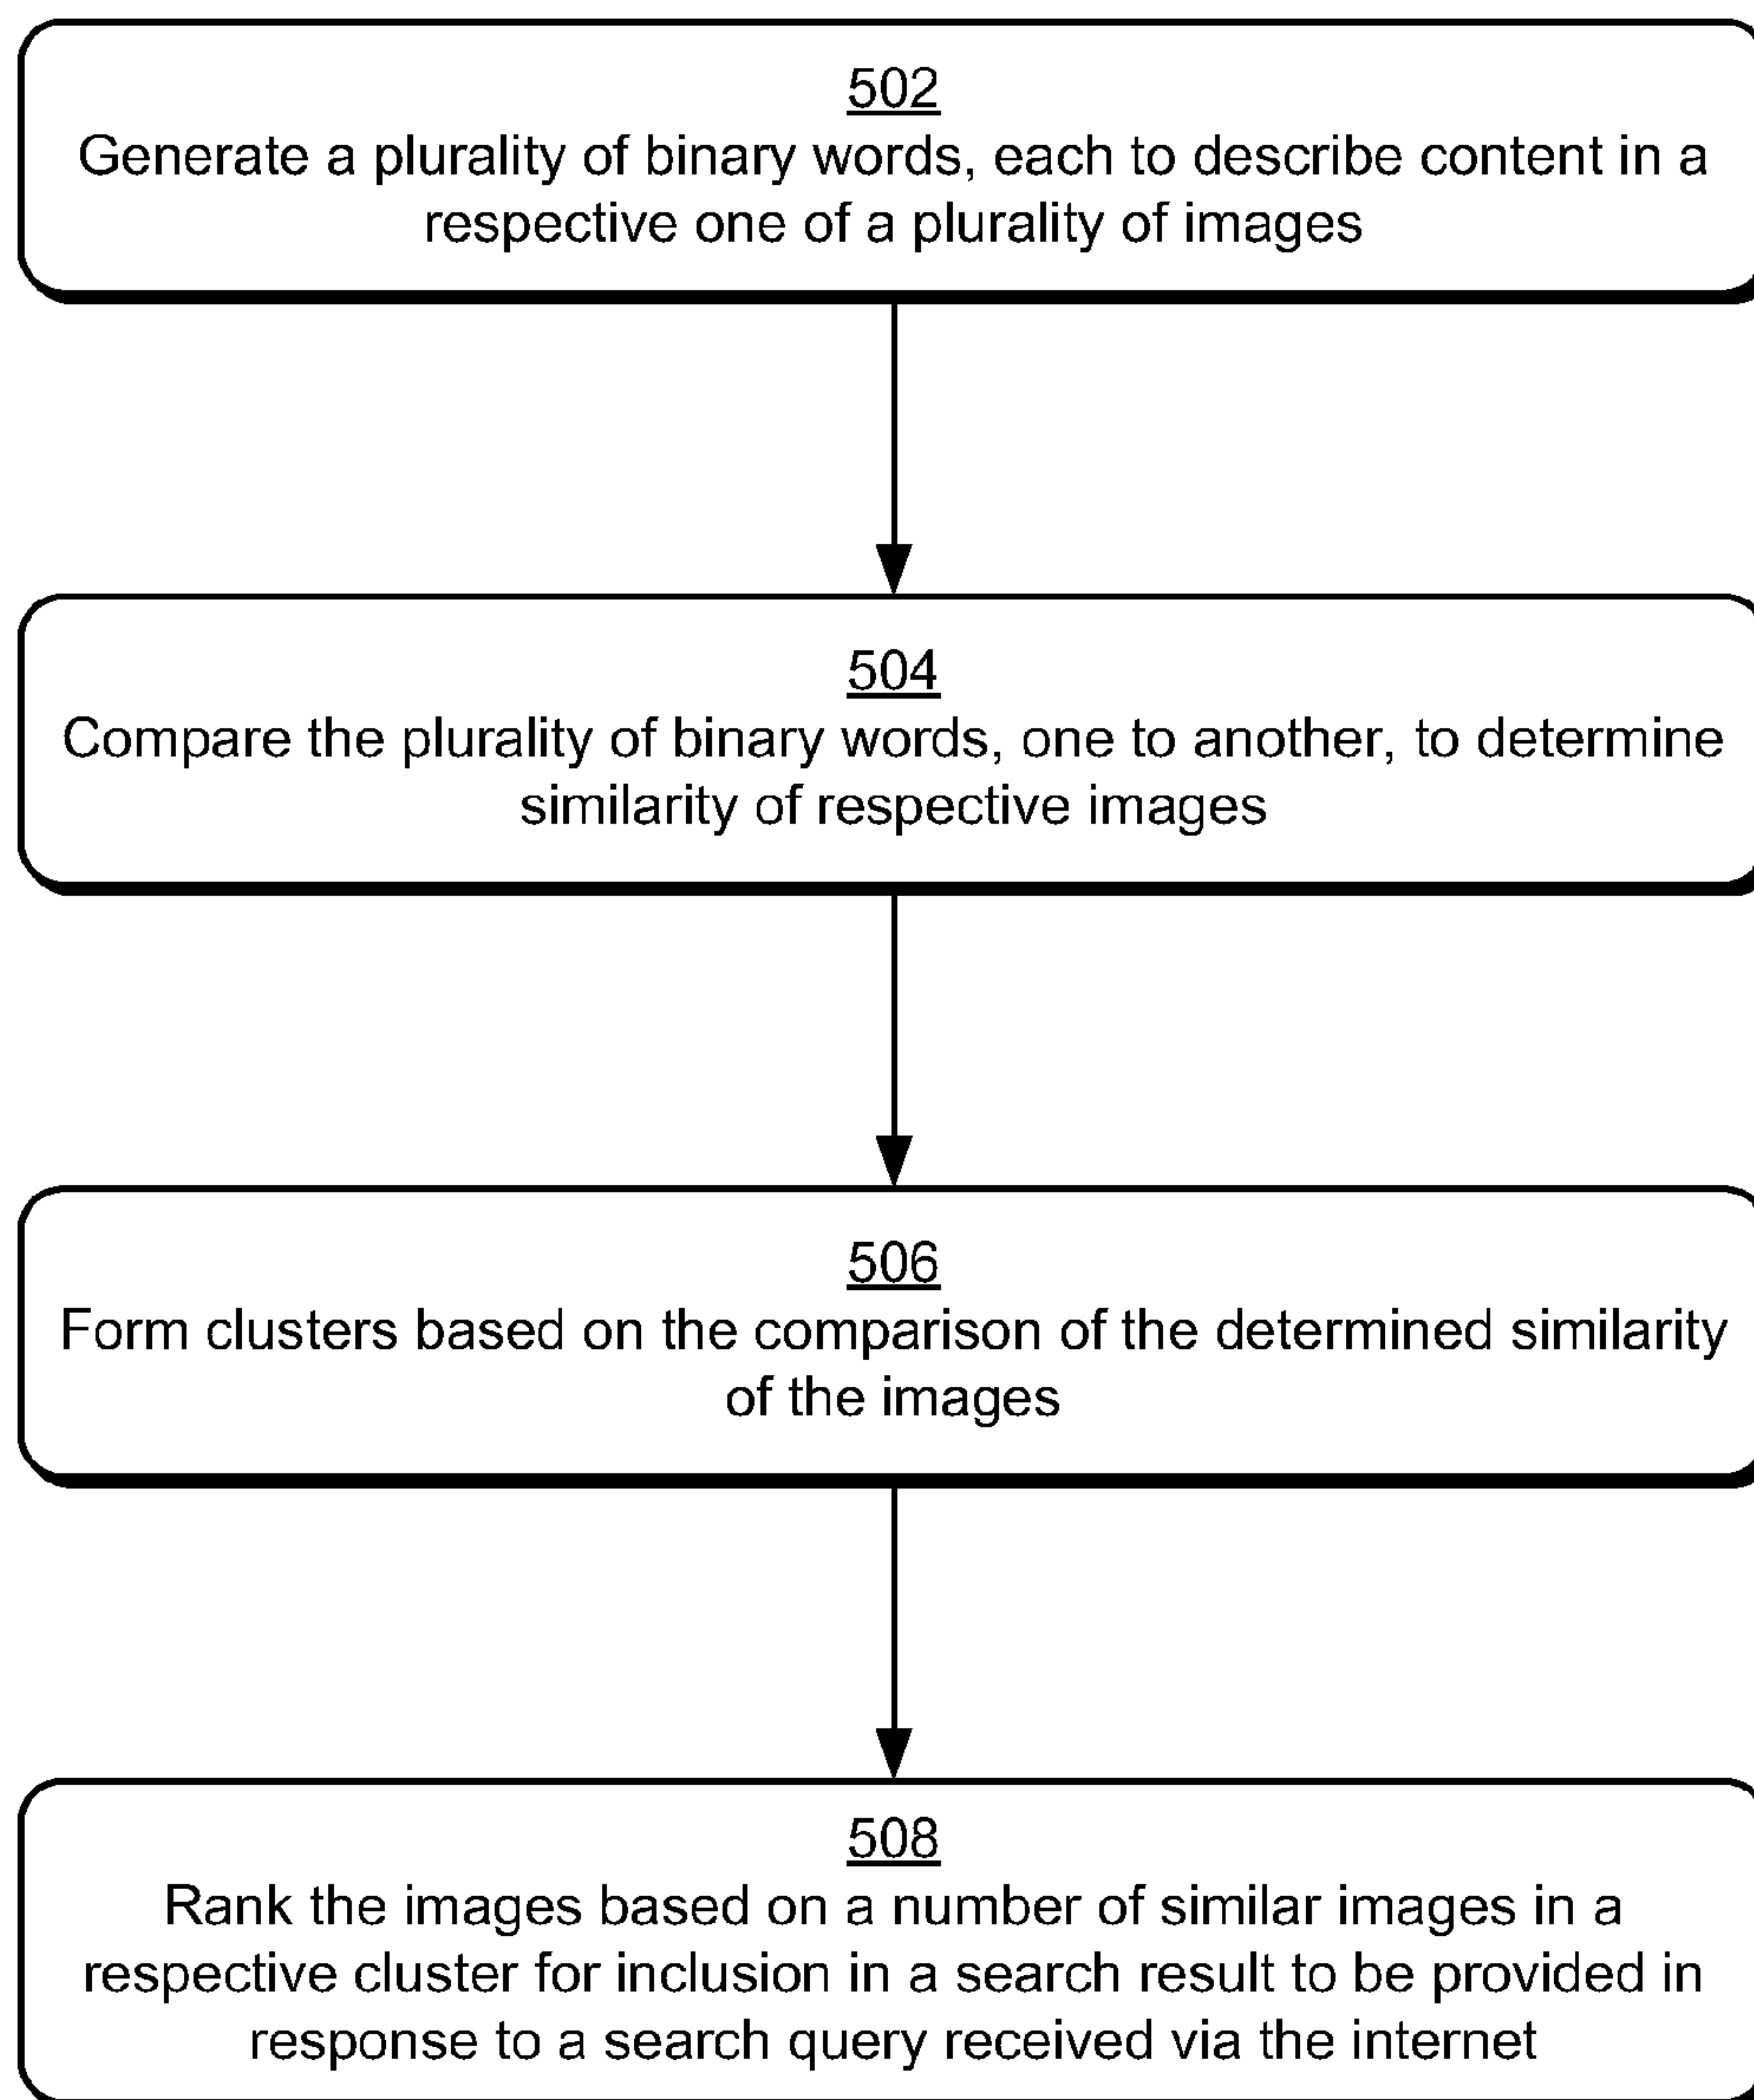 502
Generate a plurality of binary words, each to describe content in a
respective one of a plurality of images
504
Compare the plurality of binary words, one to another, to determine
similarity of respective images
506
Form clusters based on the comparison of the determined similarity
of the images
508
Rank the images based on a number of similar images in a
respective cluster for inclusion in a search result to be provided in
response to a search query received via the internet